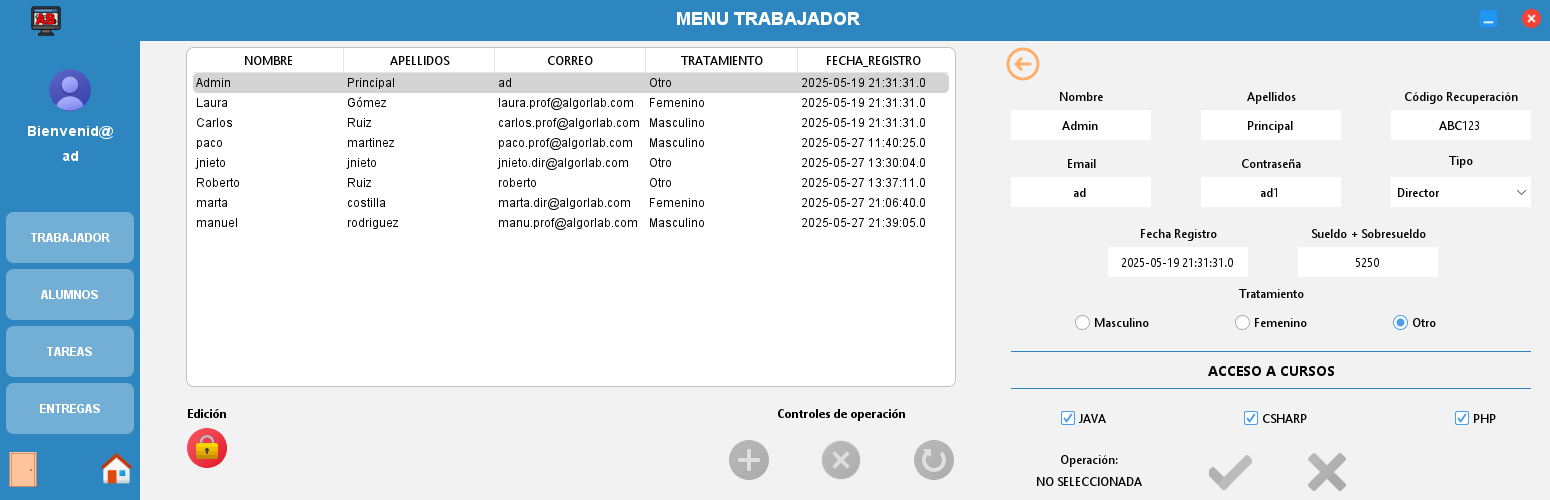 AB
MENU TRABAJADOR
Bienvenid@
ad
TRABAJADOR
ALUMNOS
TAREAS
ENTREGAS
NOMBRE APELLIDOS CORREO TRATAMIENTO FECHA_REGISTRO
Admin Principal ad Otro 2025-05-19 21:31:31.0
Laura Gómez laura.prof@algorlab.com Femenino 2025-05-19 21:31:31.0
Carlos Ruiz carlos.prof@algorlab.com Masculino 2025-05-19 21:31:31.0
paco martinez paco.prof@algorlab.com Masculino 2025-05-27 11:40:25.0
jnieto jnieto jnieto.dir@algorlab.com Otro 2025-05-27 13:30:04.0
Roberto Ruiz roberto Otro 2025-05-27 13:37:11.0
marta costilla marta.dir@algorlab.com Femenino 2025-05-27 21:06:40.0
manuel rodriguez manu.prof@algorlab.com Masculino 2025-05-27 21:39:05.0
Edición
Controles de operación
Nombre Apellidos Código Recuperación
Admin Principal ABC123
Email Contraseña Tipo
ad ad1 Director
Fecha Registro Sueldo + Sobresueldo
2025-05-19 21:31:31.0 5250
Tratamiento
Masculino Femenino Otro
ACCESO A CURSOS
JAVA CSHARP PHP
Operación:
NO SELECCIONADA